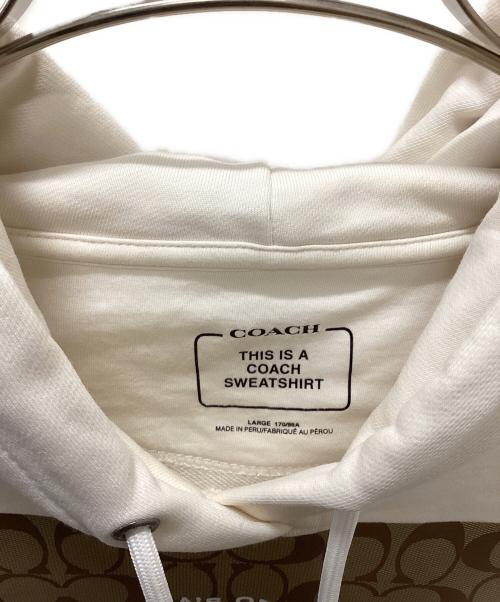 COACH
THIS IS A
COACH
SWEATSHIRT
LARGE 170/96A
MADE IN PERU/FABRIQUÉ AU PÉROU